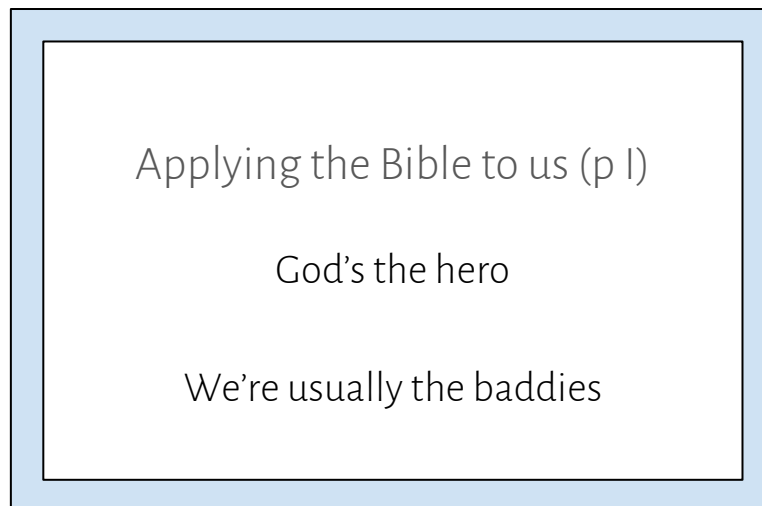 Applying the Bible to us (p I)
God’s the hero
We’re usually the baddies